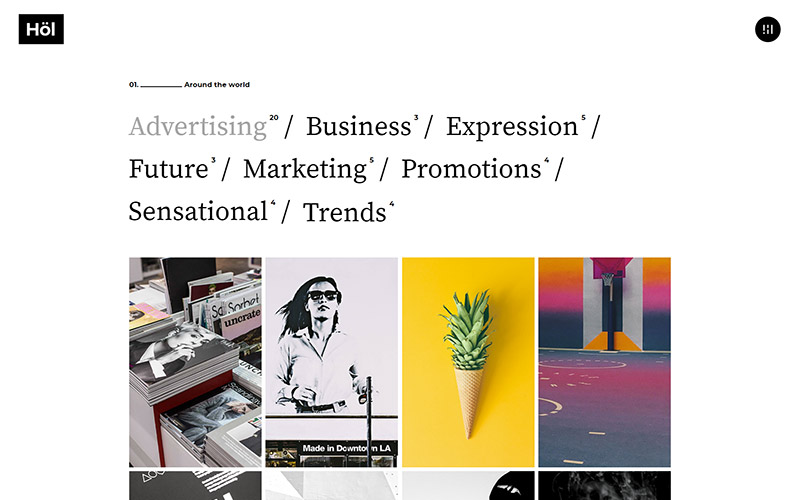 Höl
01. Around the world
Advertising 20 / Business 3 / Expression 5 /
Future 3 / Marketing 5 / Promotions 4 /
Sensational 4 / Trends 4
Sorbet
uncrate
Made in Downtown LA